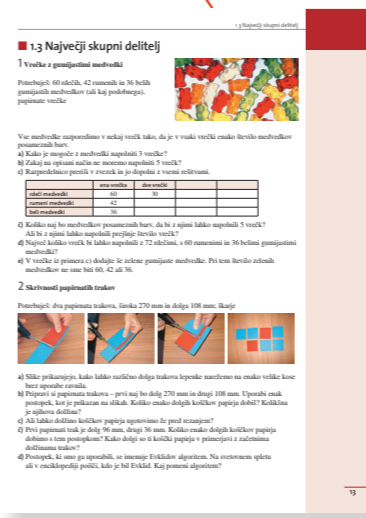 1.3 Največji skupni delitelj
1.3 Največji skupni delitelj
1 Vrečke z gumijastimi medvedki
Potrebuješ: 60 rdečih, 42 rumenih in 36 belih
gumijastih medvedkov (ali kaj podobnega),
papirnate vrečke
Vse medvedke razporedimo v nekaj vrečk tako, da je v vsaki vrečki enako število medvedkov
posameznih barv.
a) Kako je mogoče z medvedki napolniti 3 vrečke?
b) Zakaj na opisani način ne moremo napolniti 5 vrečk?
c) Razpredelnico preriši v zvezek in jo dopolni z vsemi rešitvami.
ena vrečka dve vrečki
rdeči medvedki 60 30
rumeni medvedki 42
beli medvedki 36
č) Koliko naj bo medvedkov posameznih barv, da bi z njimi lahko napolnili 5 vrečk?
Ali bi z njimi lahko napolnili prejšnje število vrečk?
d) Največ koliko vrečk bi lahko napolnili z 72 rdečimi, s 60 rumenimi in 36 belimi gumijastimi
medvedki?
e) V vrečke iz primera c) dodajte še zelene gumijaste medvedke. Pri tem število zelenih
medvedkov ne sme biti 60, 42 ali 36.
2 Skrivnosti papirnatih trakov
Potrebuješ: dva papirnata trakova, široka 270 mm in dolga 108 mm; škarje
a) Slike prikazujejo, kako lahko različno dolga trakova lepenke narežemo na enako velike kose
brez uporabe ravnila.
b) Pripravi si papirnata trakova – prvi naj bo dolg 270 mm in drugi 108 mm. Uporabi enak
postopek, kot je prikazan na slikah. Koliko enako dolgih koščkov papirja dobiš? Kolikšna
je njihova dolžina?
c) Ali lahko dolžino koščkov papirja ugotovimo že pred rezanjem?
č) Prvi papirnati trak je dolg 96 mm, drugi 36 mm. Koliko enako dolgih koščkov papirja
dobimo s tem postopkom? Kako dolgi so ti koščki papirja v primerjavi z začetnima
dolžinama trakov?
d) Postopek, ki smo ga uporabili, se imenuje Evklidov algoritem. Na svetovnem spletu
ali v enciklopediji poišči, kdo je bil Evklid. Kaj pomeni algoritem?
13